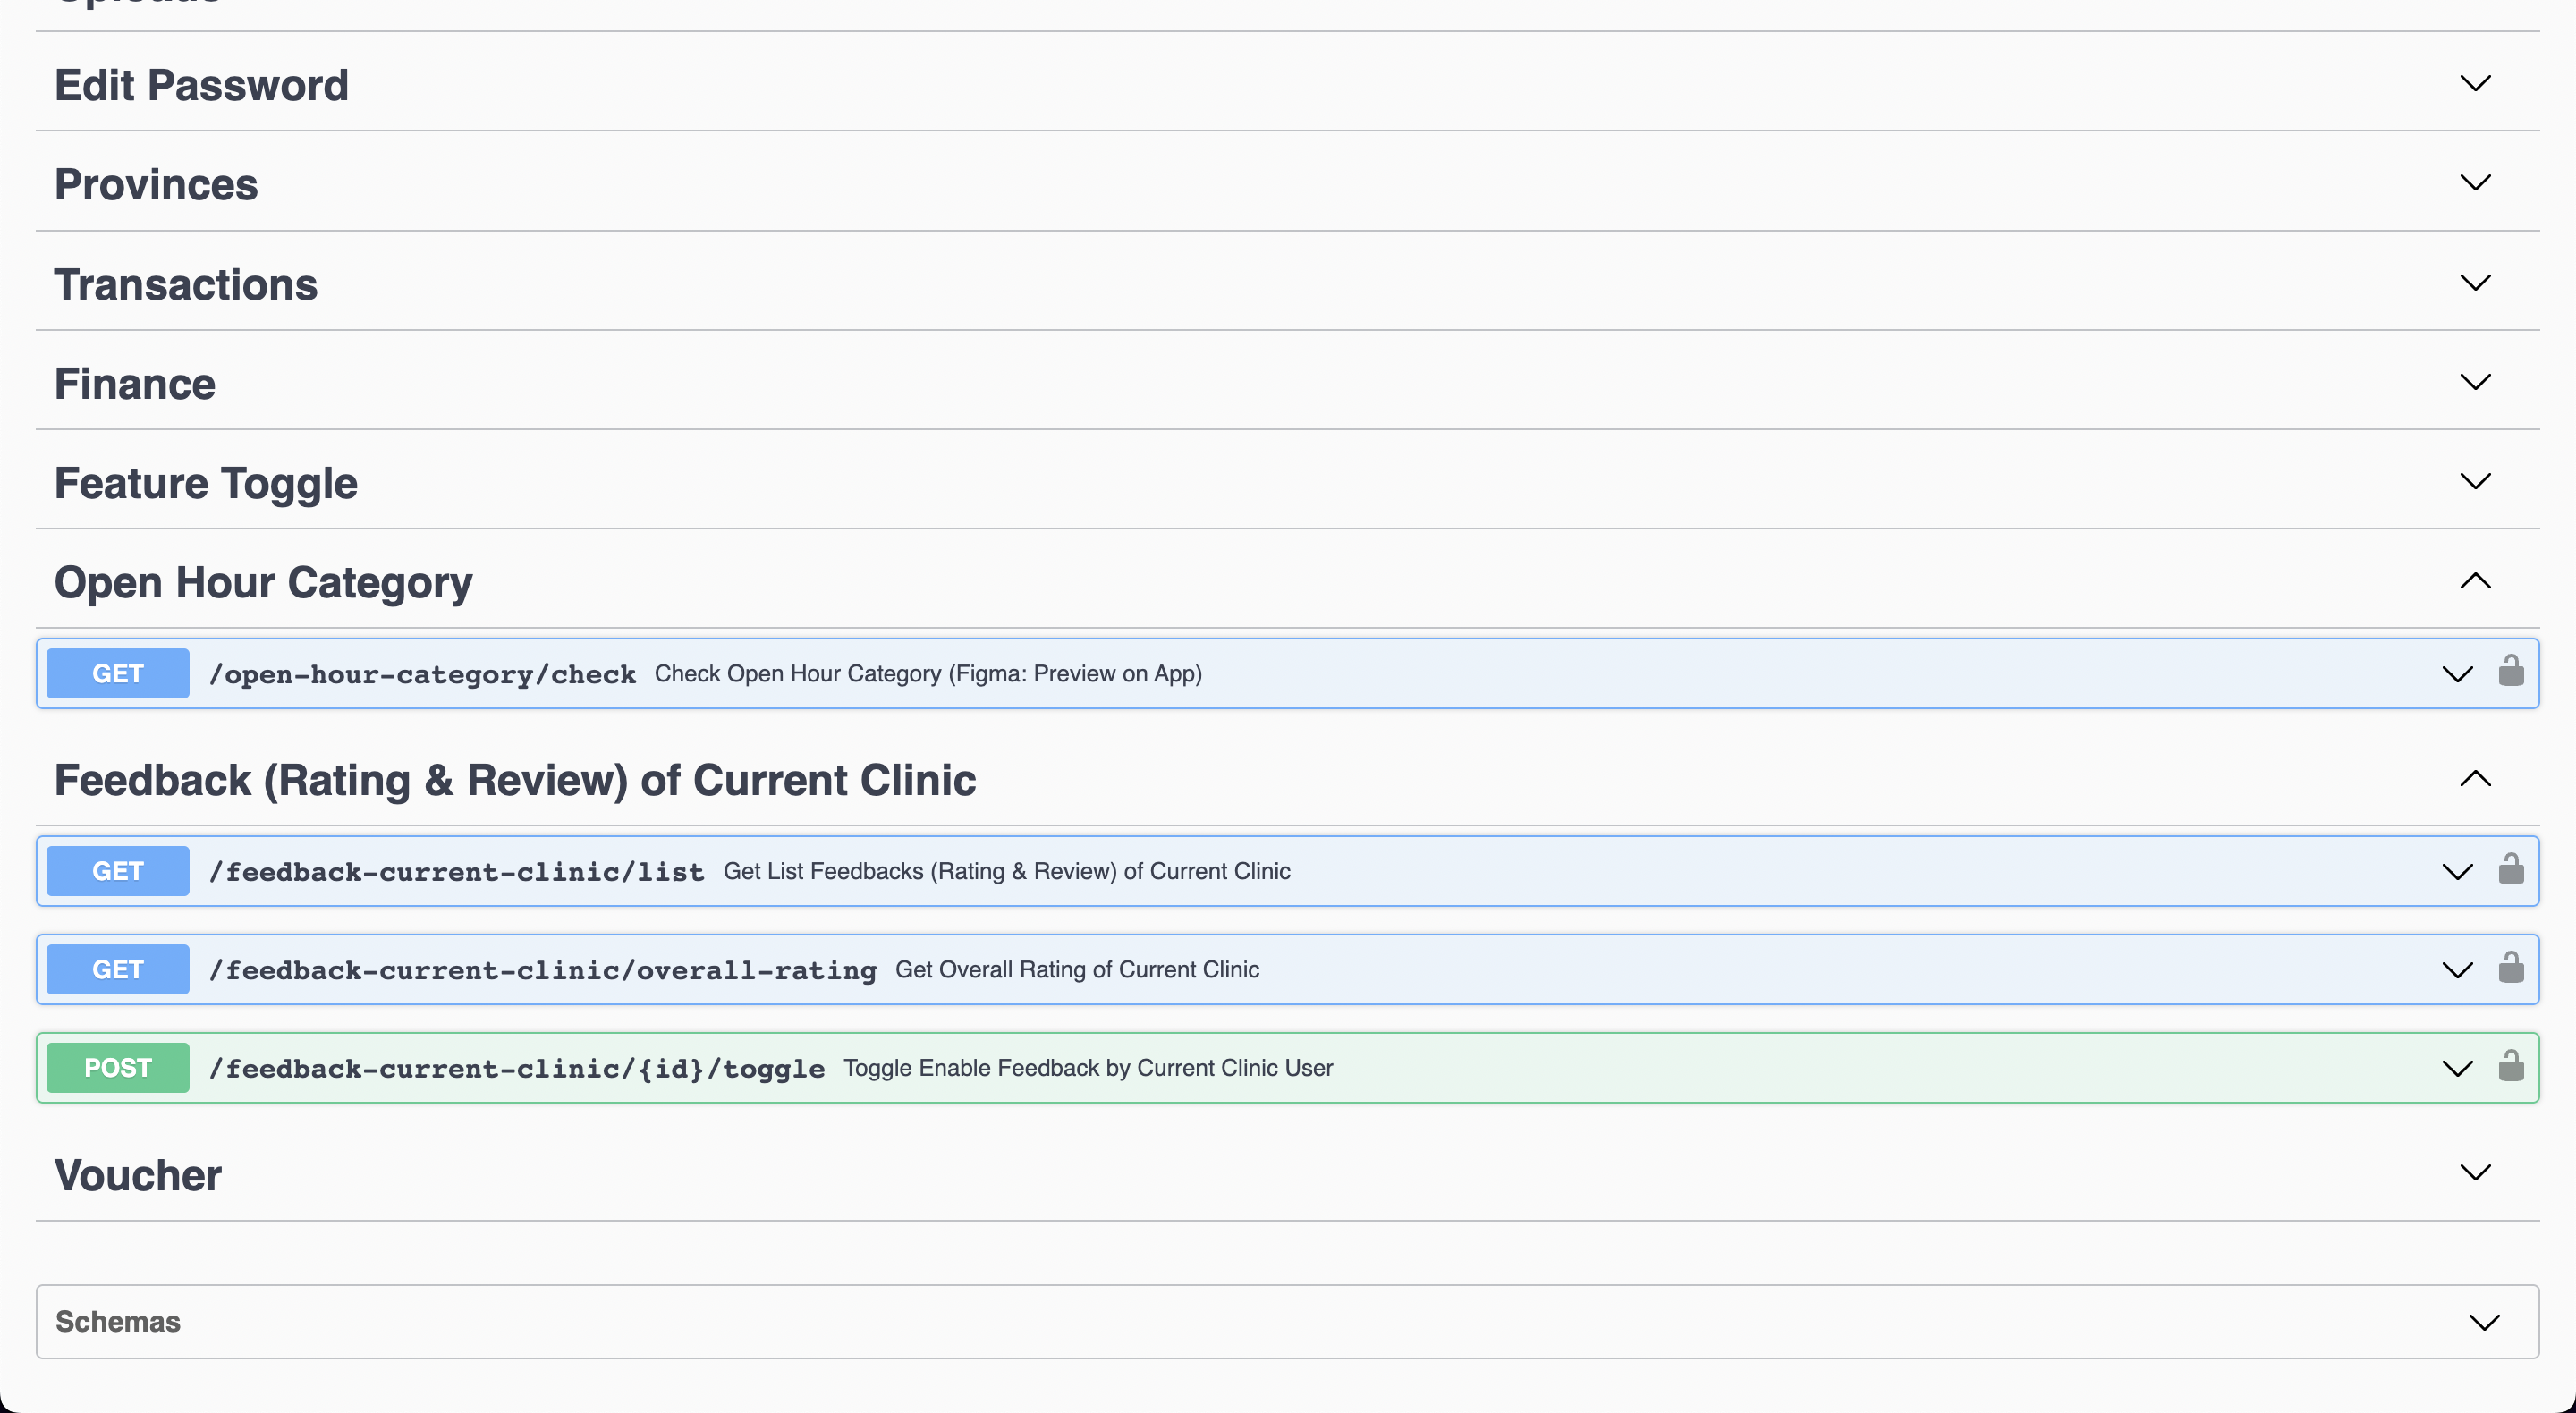 Uploads
Edit Password
Provinces
Transactions
Finance
Feature Toggle
Open Hour Category
GET /open-hour-category/check Check Open Hour Category (Figma: Preview on App)
Feedback (Rating & Review) of Current Clinic
GET /feedback-current-clinic/list Get List Feedbacks (Rating & Review) of Current Clinic
GET /feedback-current-clinic/overall-rating Get Overall Rating of Current Clinic
POST /feedback-current-clinic/{id}/toggle Toggle Enable Feedback by Current Clinic User
Voucher
Schemas